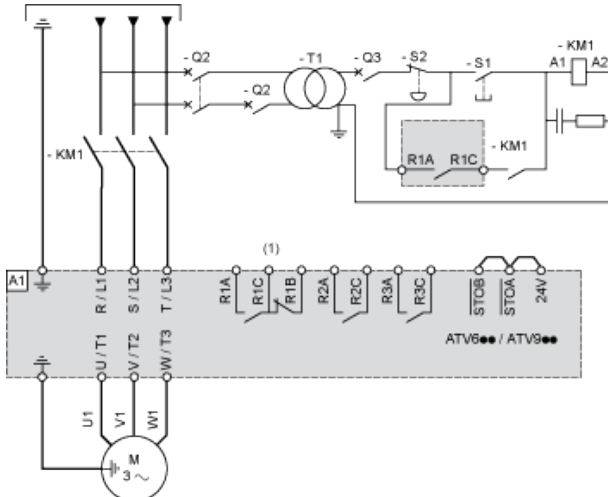 - Q2
- T1
- Q3
- S2
- S1
- KM1
A1
A2
- Q2
- KM1
R1A
R1C
- KM1
(1)
A1
R / L1
S / L2
T / L3
R1A
R1C
R1B
R2A
R2C
R3A
R3C
STOB
STOA
24V
ATV6●● / ATV9●●
U / T1
V / T2
W / T3
U1
V1
W1
M
3 ~